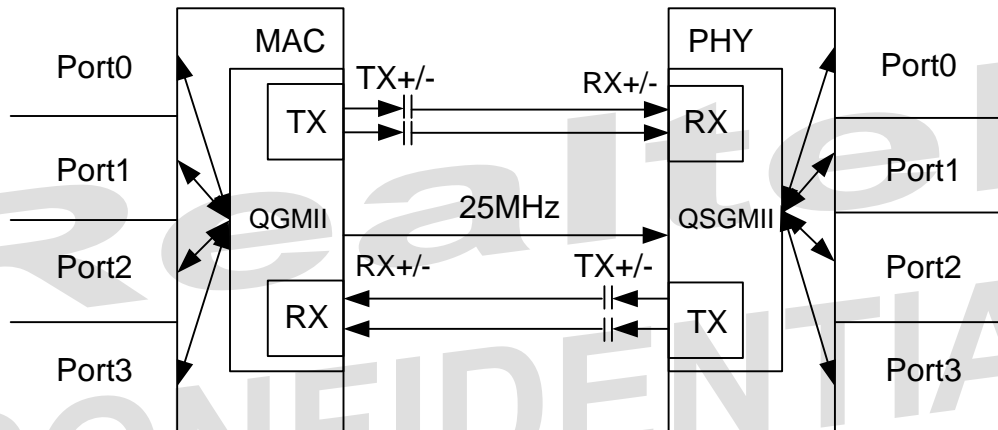 MAC
PHY
Port0
Port1
Port2
Port3
TX+/-
RX+/-
TX
RX
QGMII
25MHz
QSGMII
RX+/-
TX+/-
RX
TX
Port0
Port1
Port2
Port3
Realtek
CONFIDENTIA